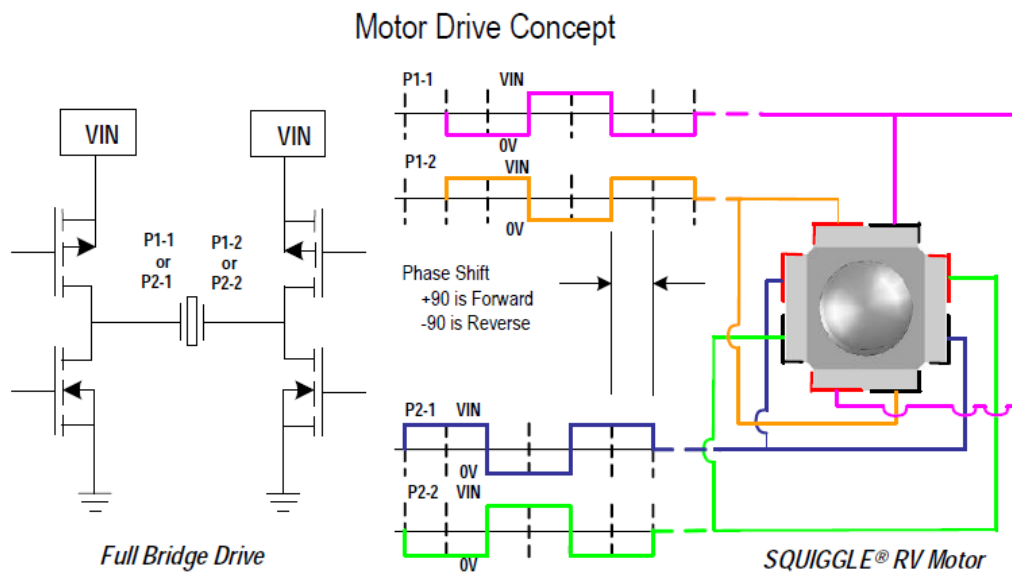 Motor Drive Concept
VIN
VIN
P1-1
or
P2-1
P1-2
or
P2-2
Full Bridge Drive
P1-1
VIN
0V
P1-2
VIN
0V
Phase Shift
+90 is Forward
-90 is Reverse
P2-1
VIN
0V
P2-2
VIN
0V
SQUIGGLE® RV Motor